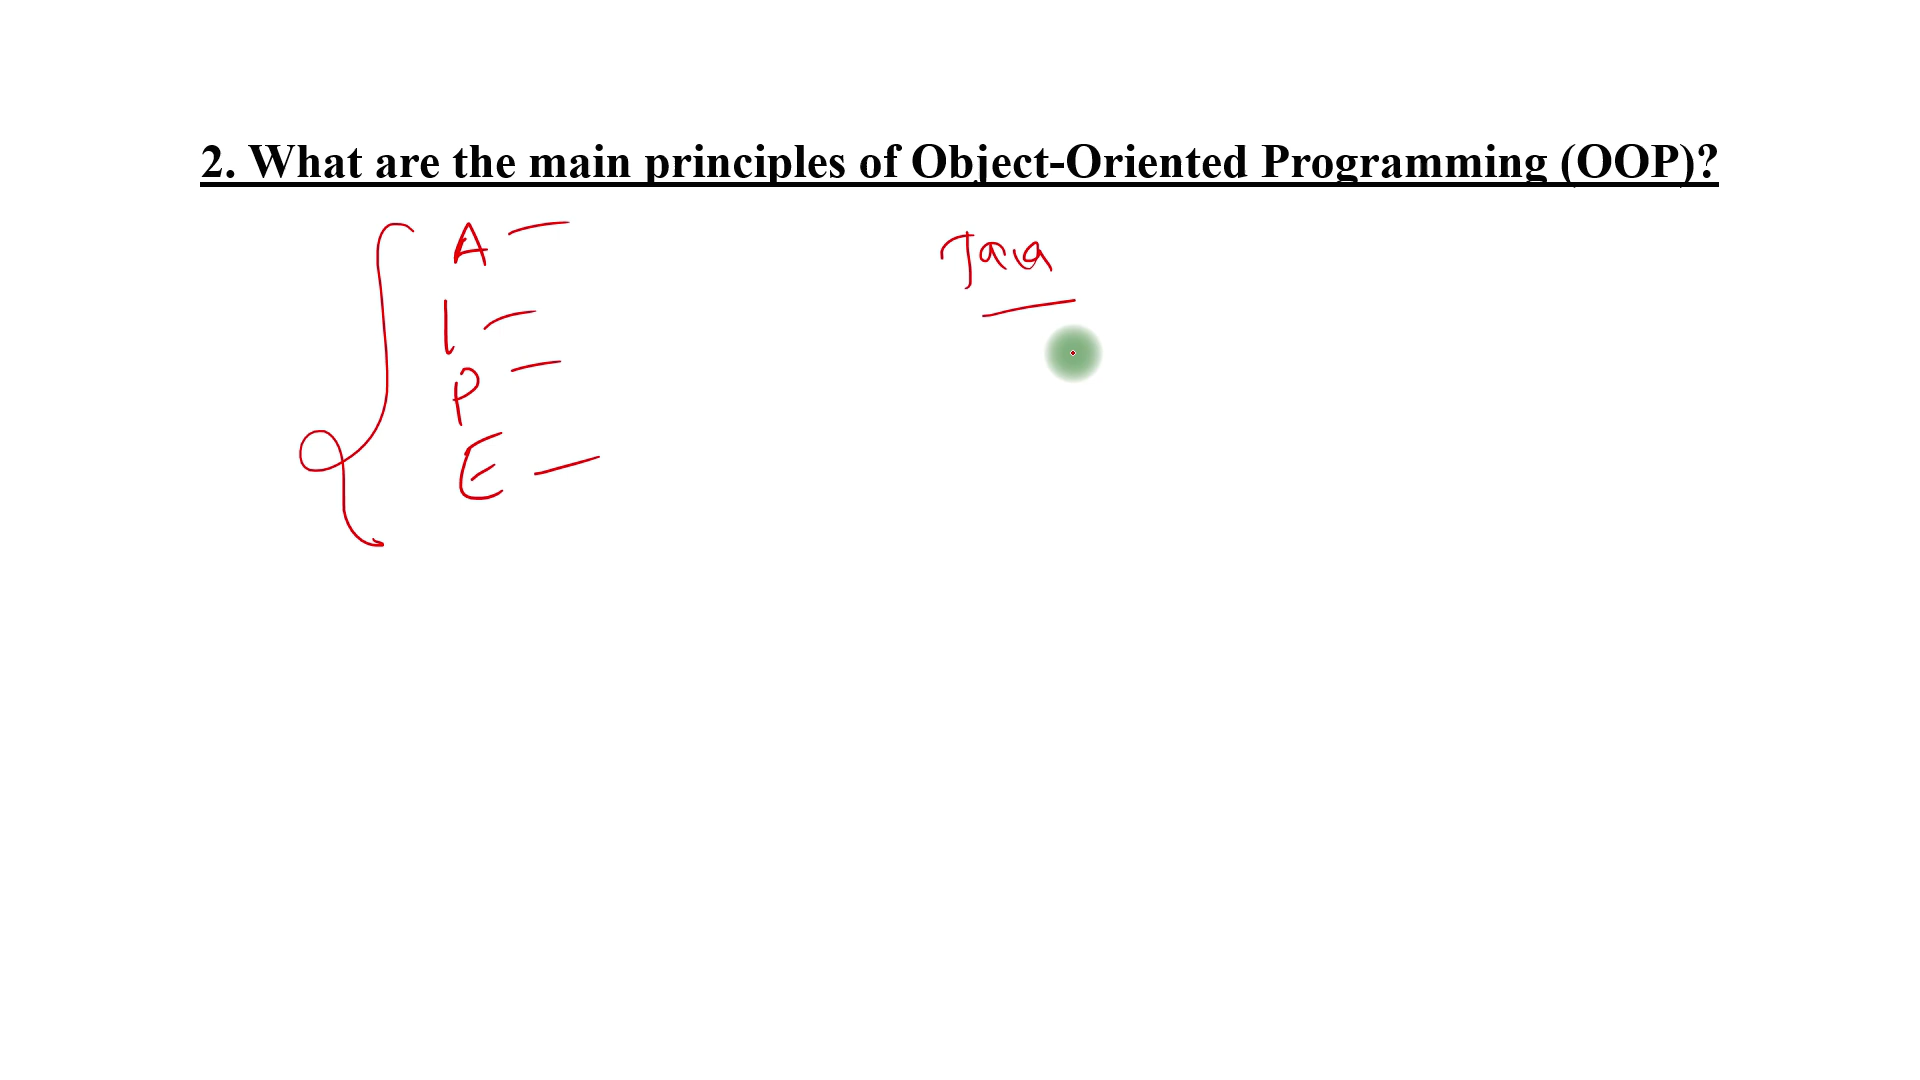 2. What are the main principles of Object-Oriented Programming (OOP)?
A —
Java
I —
P —
E —